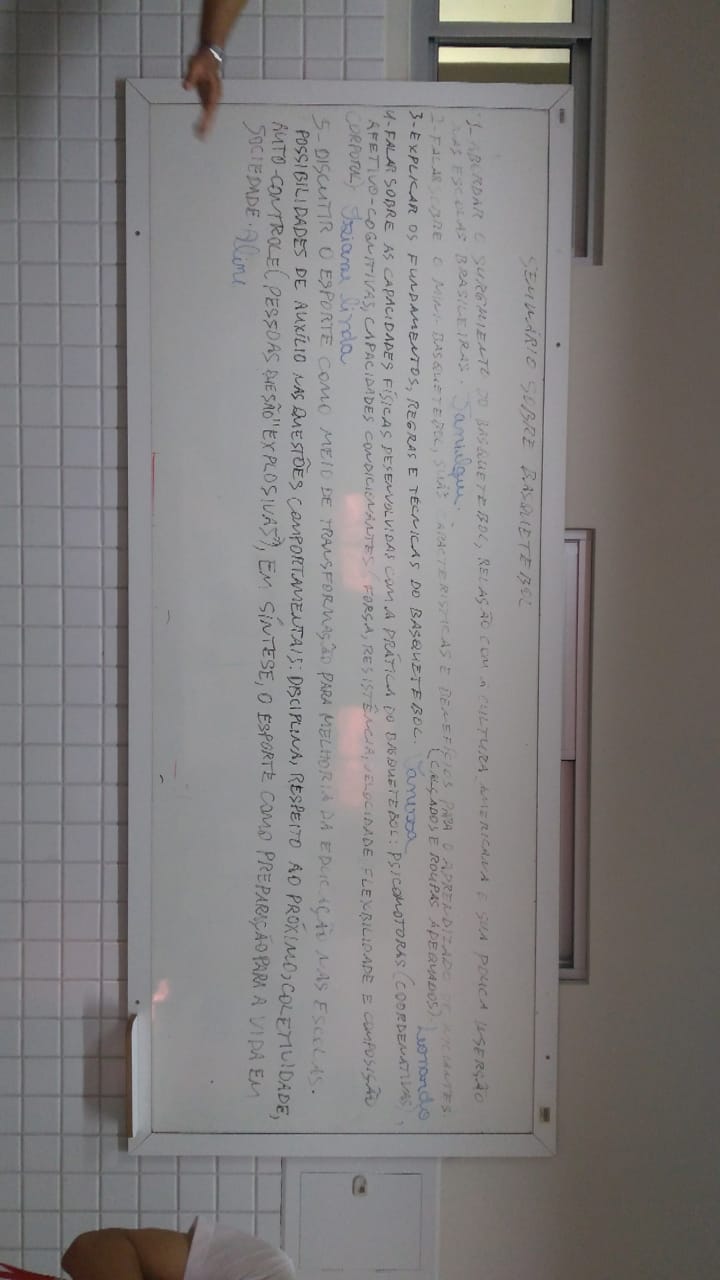 SEMINÁRIO SOBRE BASQUETEBOL
1- ABORDAR O SURGIMENTO DO BASQUETEBOL, RELAÇÃO COM A CULTURA AMERICANA E SUA POUCA INSERÇÃO
NAS ESCOLAS BRASILEIRAS.
2- FALAR SOBRE O MINI-BASQUETEBOL, SUAS CARACTERISTICAS E BENEFÍCIOS PARA O APRENDIZADO DE INICIANTES.
(CALÇADOS E ROUPAS ADEQUADOS). Leonardo
3- EXPLICAR OS FUNDAMENTOS, REGRAS E TÉCNICAS DO BASQUETEBOL. Vanessa
4- FALAR SOBRE AS CAPACIDADES FÍSICAS DESENVOLVIDAS COM A PRÁTICA DO BASQUETEBOL: PSICOMOTORAS (COORDENATIVAS),
AFETIVO-COGNITIVAS, CAPACIDADES CONDICIONANTES (FORÇA, RESISTÊNCIA, VELOCIDADE FLEXBILIDADE E COMPOSIÇÃO
CORPORAL) linda
5- DISCUTIR O ESPORTE COMO MEIO DE TRANSFORMAÇÃO PARA MELHORIA DA EDUCAÇÃO NAS ESCOLAS.
POSSIBILIDADES DE AUXÍLIO NAS QUESTÕES COMPORTAMENTAIS: DISCIPLINA, RESPEITO AO PRÓXIMO, COLETIVIDADE,
AUTO-CONTROLE (PESSOAS QUE SÃO "EXPLOSIVAS"), EM SÍNTESE, O ESPORTE COMO PREPARAÇÃO PARA A VIDA EM
SOCIEDADE. Aline